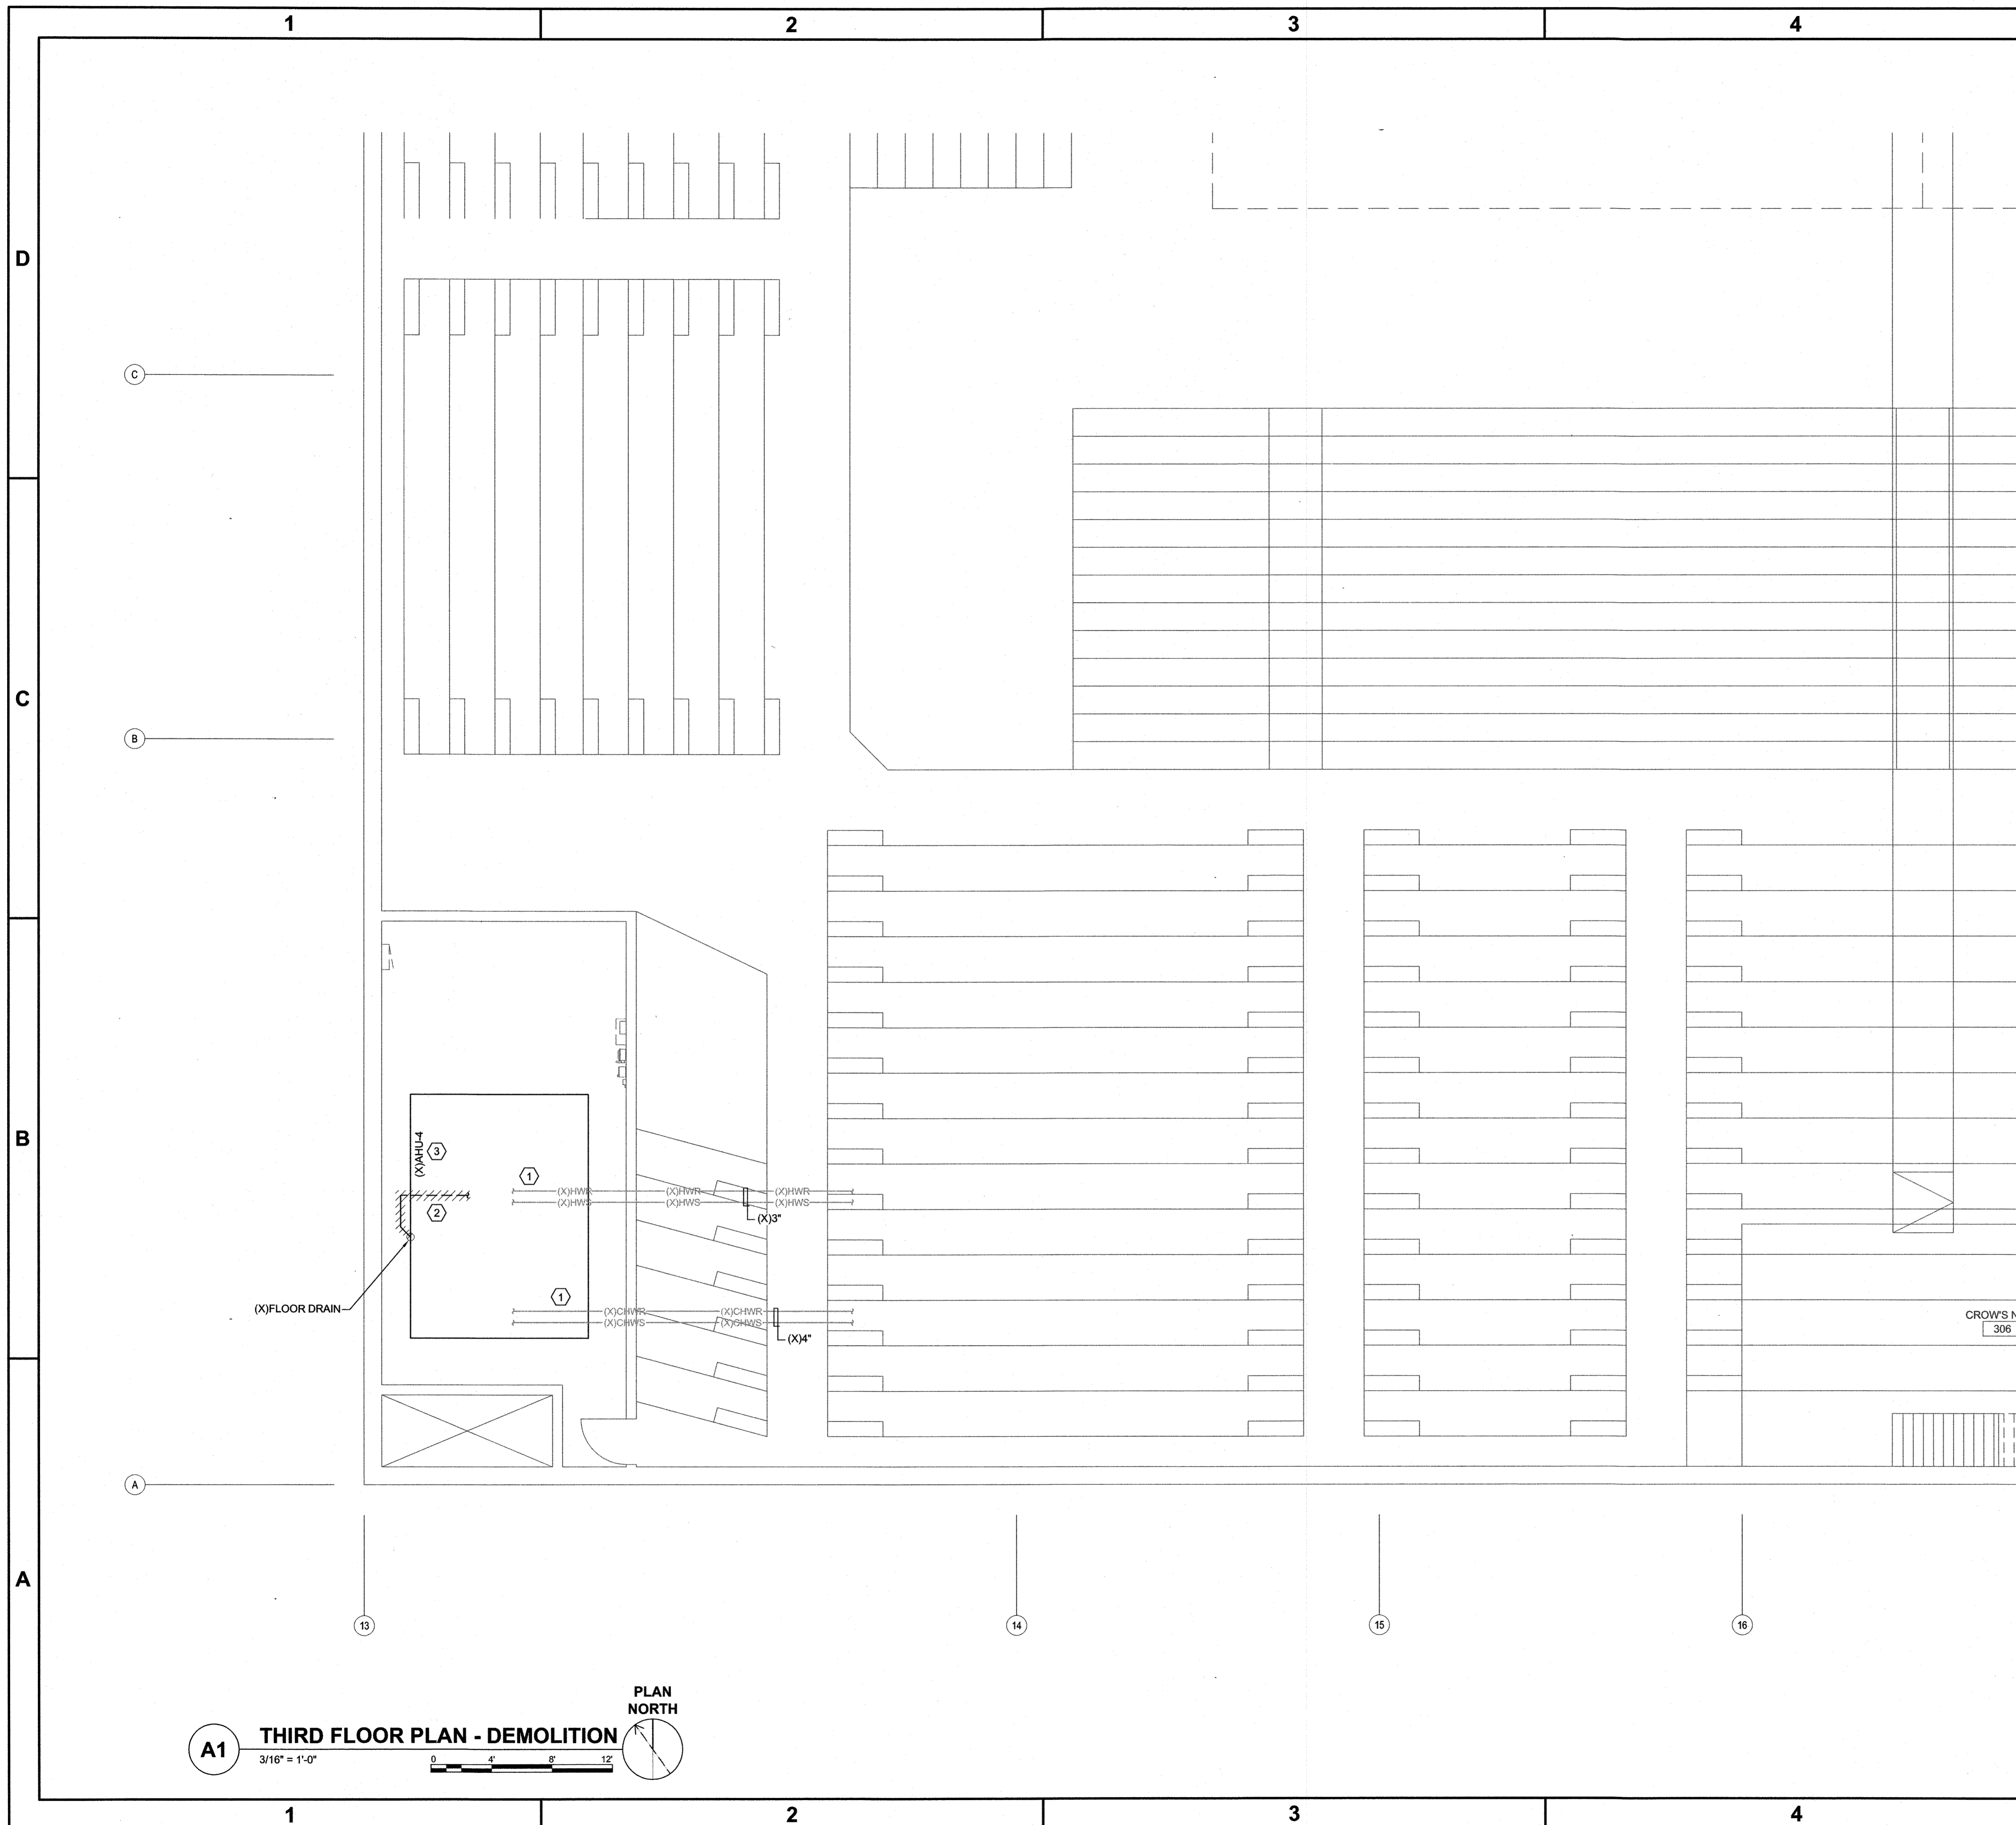 1 2 3 4
D
C
C
B
B
(X)AHU-4
3
1
(X)HWR (X)HWR (X)HWR
(X)HWS (X)HWS (X)HWS
2
(X)3"
(X)FLOOR DRAIN
1
(X)CHWR (X)CHWR
(X)CHWS (X)CHWS
(X)4"
CROW'S N
306
A
A
13 14 15 16
PLAN
NORTH
A1
THIRD FLOOR PLAN - DEMOLITION
3/16" = 1'-0"
0 4' 8' 12'
1 2 3 4